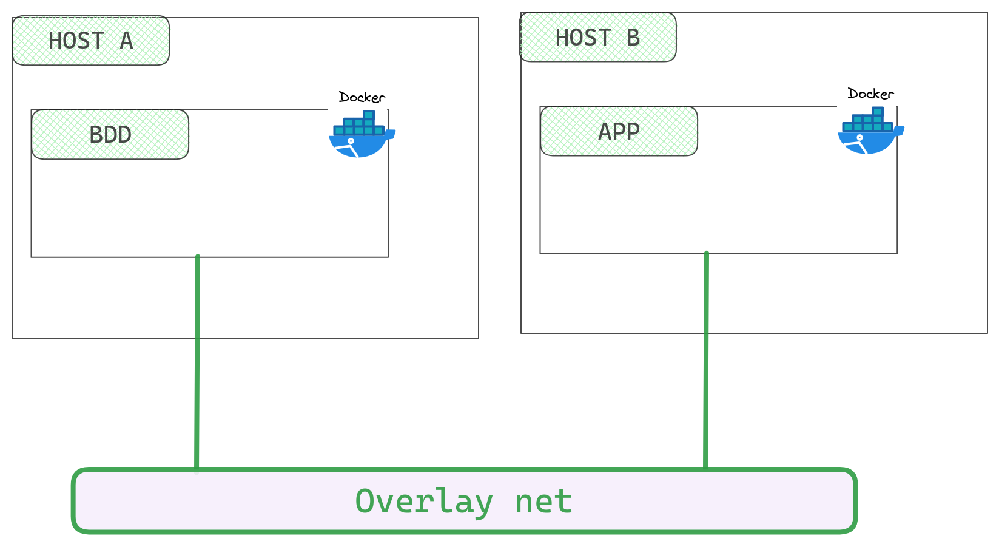 HOST A
HOST B
Docker
BDD
Docker
APP
Overlay net